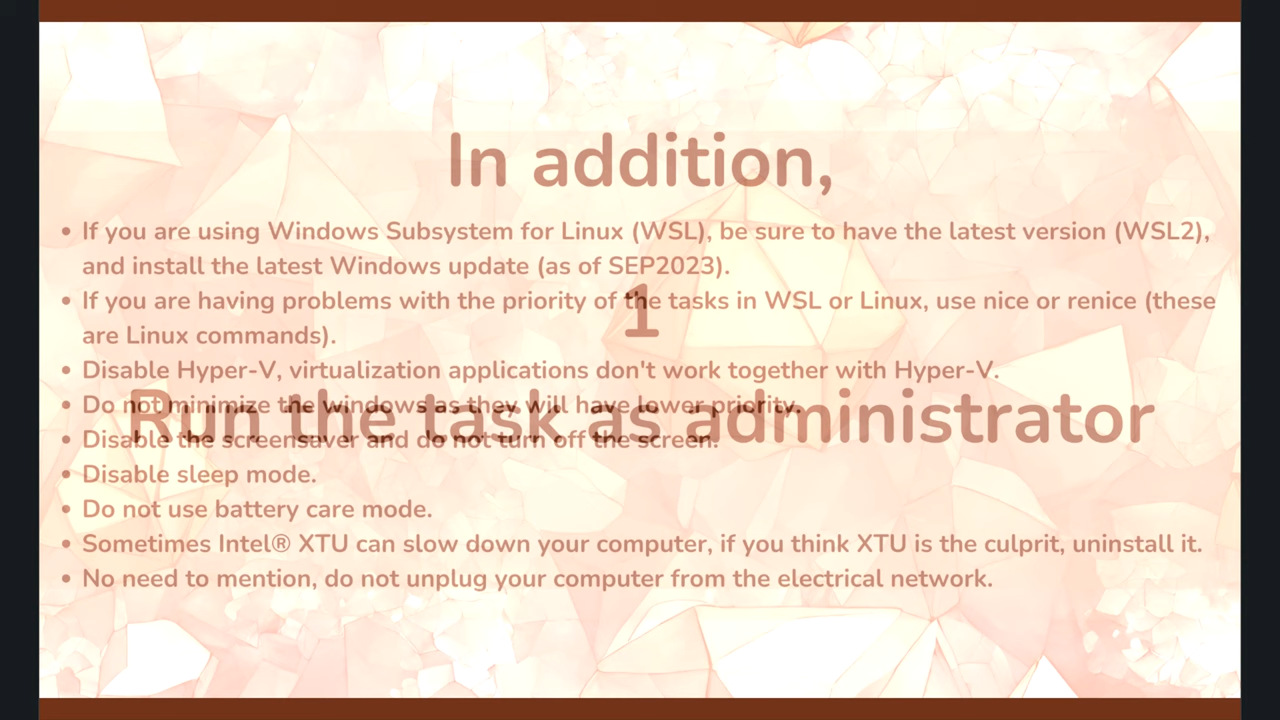 In addition,
• If you are using Windows Subsystem for Linux (WSL), be sure to have the latest version (WSL2),
and install the latest Windows update (as of SEP2023).
• If you are having problems with the priority of the tasks in WSL or Linux, use nice or renice (these
are Linux commands).
1
• Disable Hyper-V, virtualization applications don't work together with Hyper-V.
• Do not minimize the windows as they will have lower priority.
Run the task as administrator
• Disable the screensaver and do not turn off the screen.
• Disable sleep mode.
• Do not use battery care mode.
• Sometimes Intel® XTU can slow down your computer, if you think XTU is the culprit, uninstall it.
• No need to mention, do not unplug your computer from the electrical network.